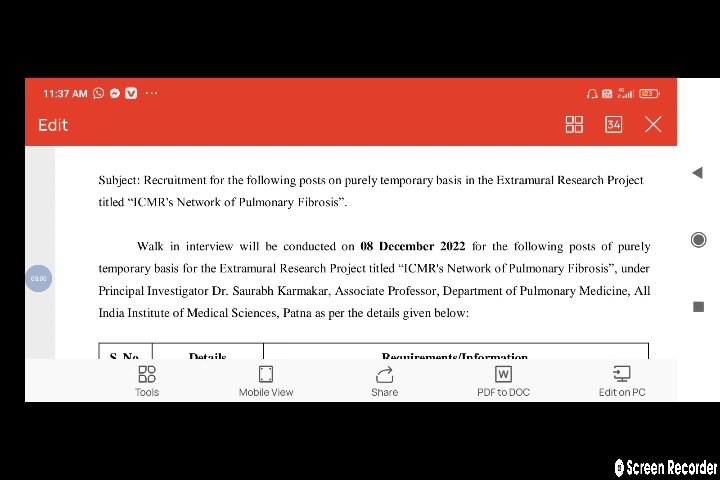 11:37 AM
Edit
34
Subject: Recruitment for the following posts on purely temporary basis in the Extramural Research Project
titled “ICMR's Network of Pulmonary Fibrosis”.
Walk in interview will be conducted on 08 December 2022 for the following posts of purely
temporary basis for the Extramural Research Project titled “ICMR's Network of Pulmonary Fibrosis”, under
Principal Investigator Dr. Saurabh Karmakar, Associate Professor, Department of Pulmonary Medicine, All
India Institute of Medical Sciences, Patna as per the details given below:
S. No Details Requirements/Information
Tools Mobile View Share PDF to DOC Edit on PC
Screen Recorder